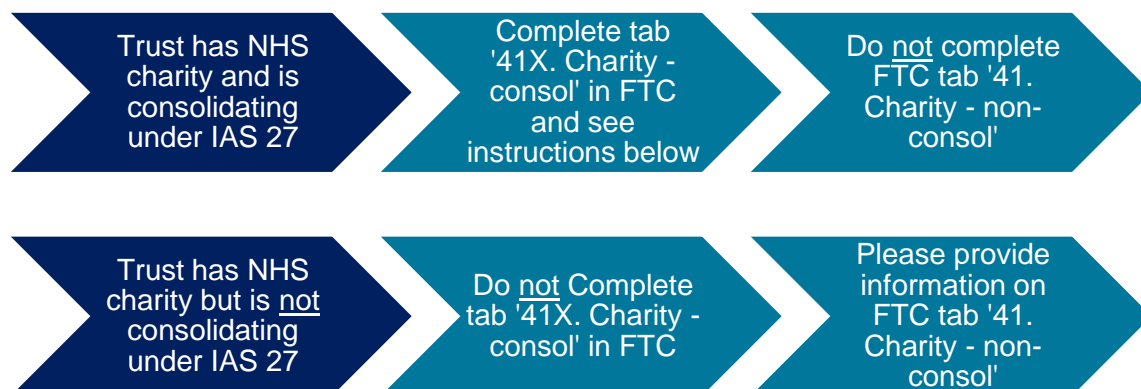 Trust has NHS
charity and is
consolidating
under IAS 27
Complete tab
'41X. Charity -
consol' in FTC
and see
instructions below
Do not complete
FTC tab '41.
Charity - non-
consol'
Trust has NHS
charity but is not
consolidating
under IAS 27
Do not Complete
tab '41X. Charity -
consol' in FTC
Please provide
information on
FTC tab '41.
Charity - non-
consol'